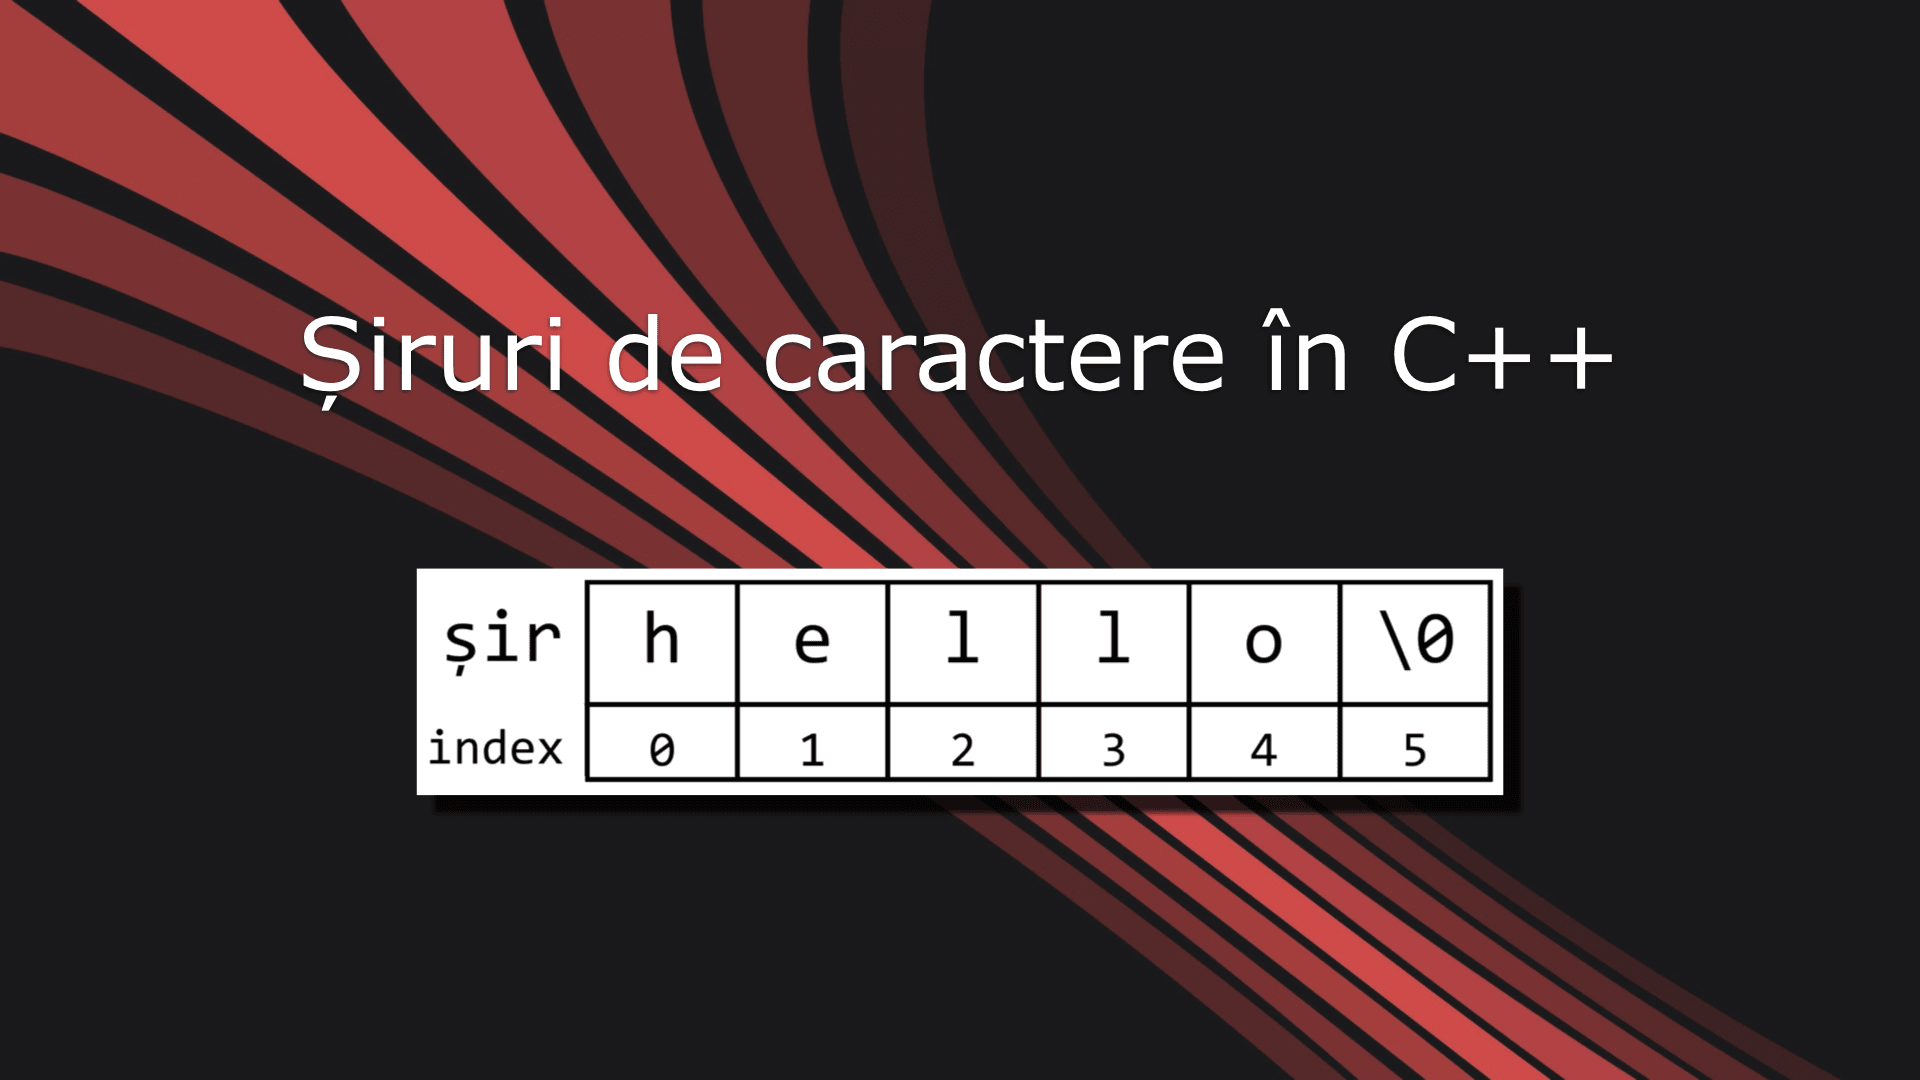 Șiruri de caractere în C++
șir h e l l o \0
index 0 1 2 3 4 5